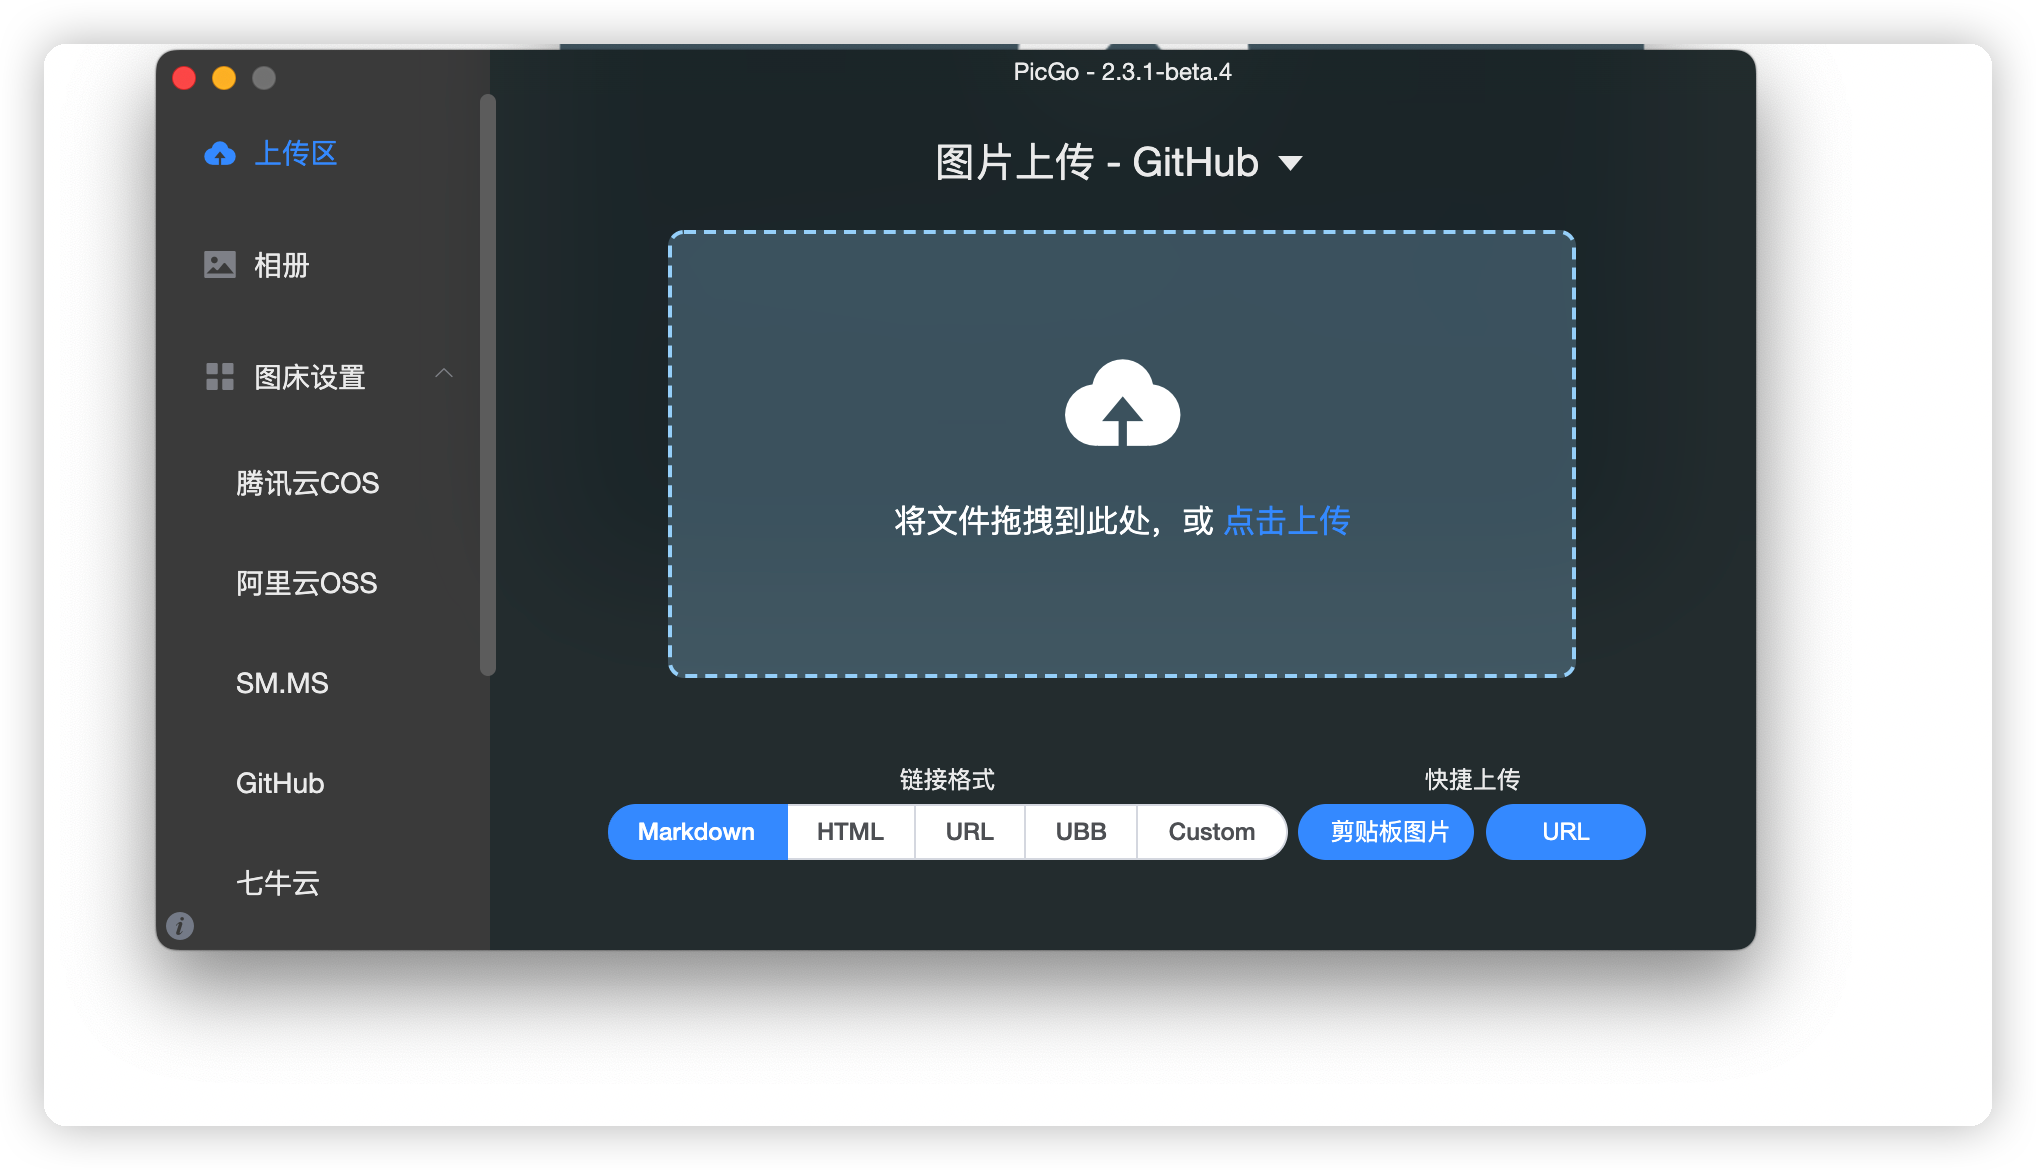 PicGo - 2.3.1-beta.4
上传区
相册
图床设置
腾讯云COS
阿里云OSS
SM.MS
GitHub
七牛云
图片上传 - GitHub
将文件拖拽到此处，或 点击上传
链接格式
Markdown HTML URL UBB Custom
快捷上传
剪贴板图片 URL